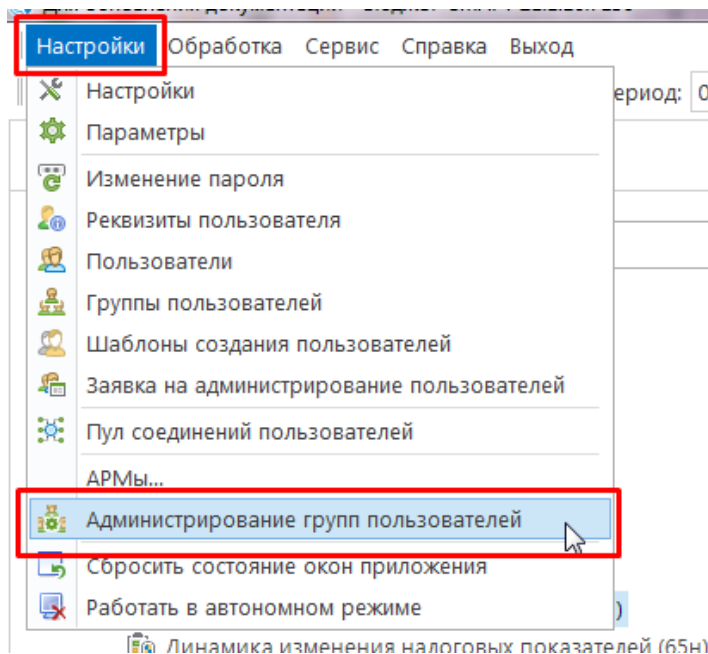 Настройки Обработка Сервис Справка Выход
Настройки
ериод: 0
Параметры
Изменение пароля
Реквизиты пользователя
Пользователи
Группы пользователей
Шаблоны создания пользователей
Заявка на администрирование пользователей
Пул соединений пользователей
АРМы...
Администрирование групп пользователей
Сбросить состояние окон приложения
Работать в автономном режиме
)
Динамика изменения налоговых показателей (65н)